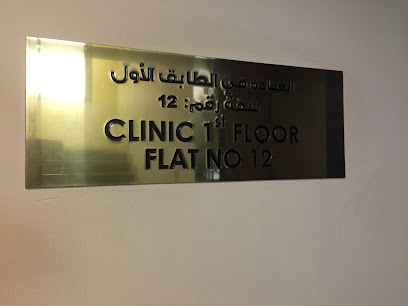 العيادة في الطابق الأول
شقة رقم: 12
CLINIC 1st FLOOR
FLAT NO 12